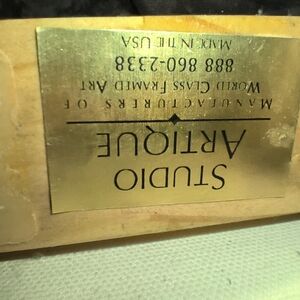 STUDIO
ARTIQUE
MANUFACTURERS OF
WORLD CLASS FRAMED ART
888 860-2338
MADE IN THE USA